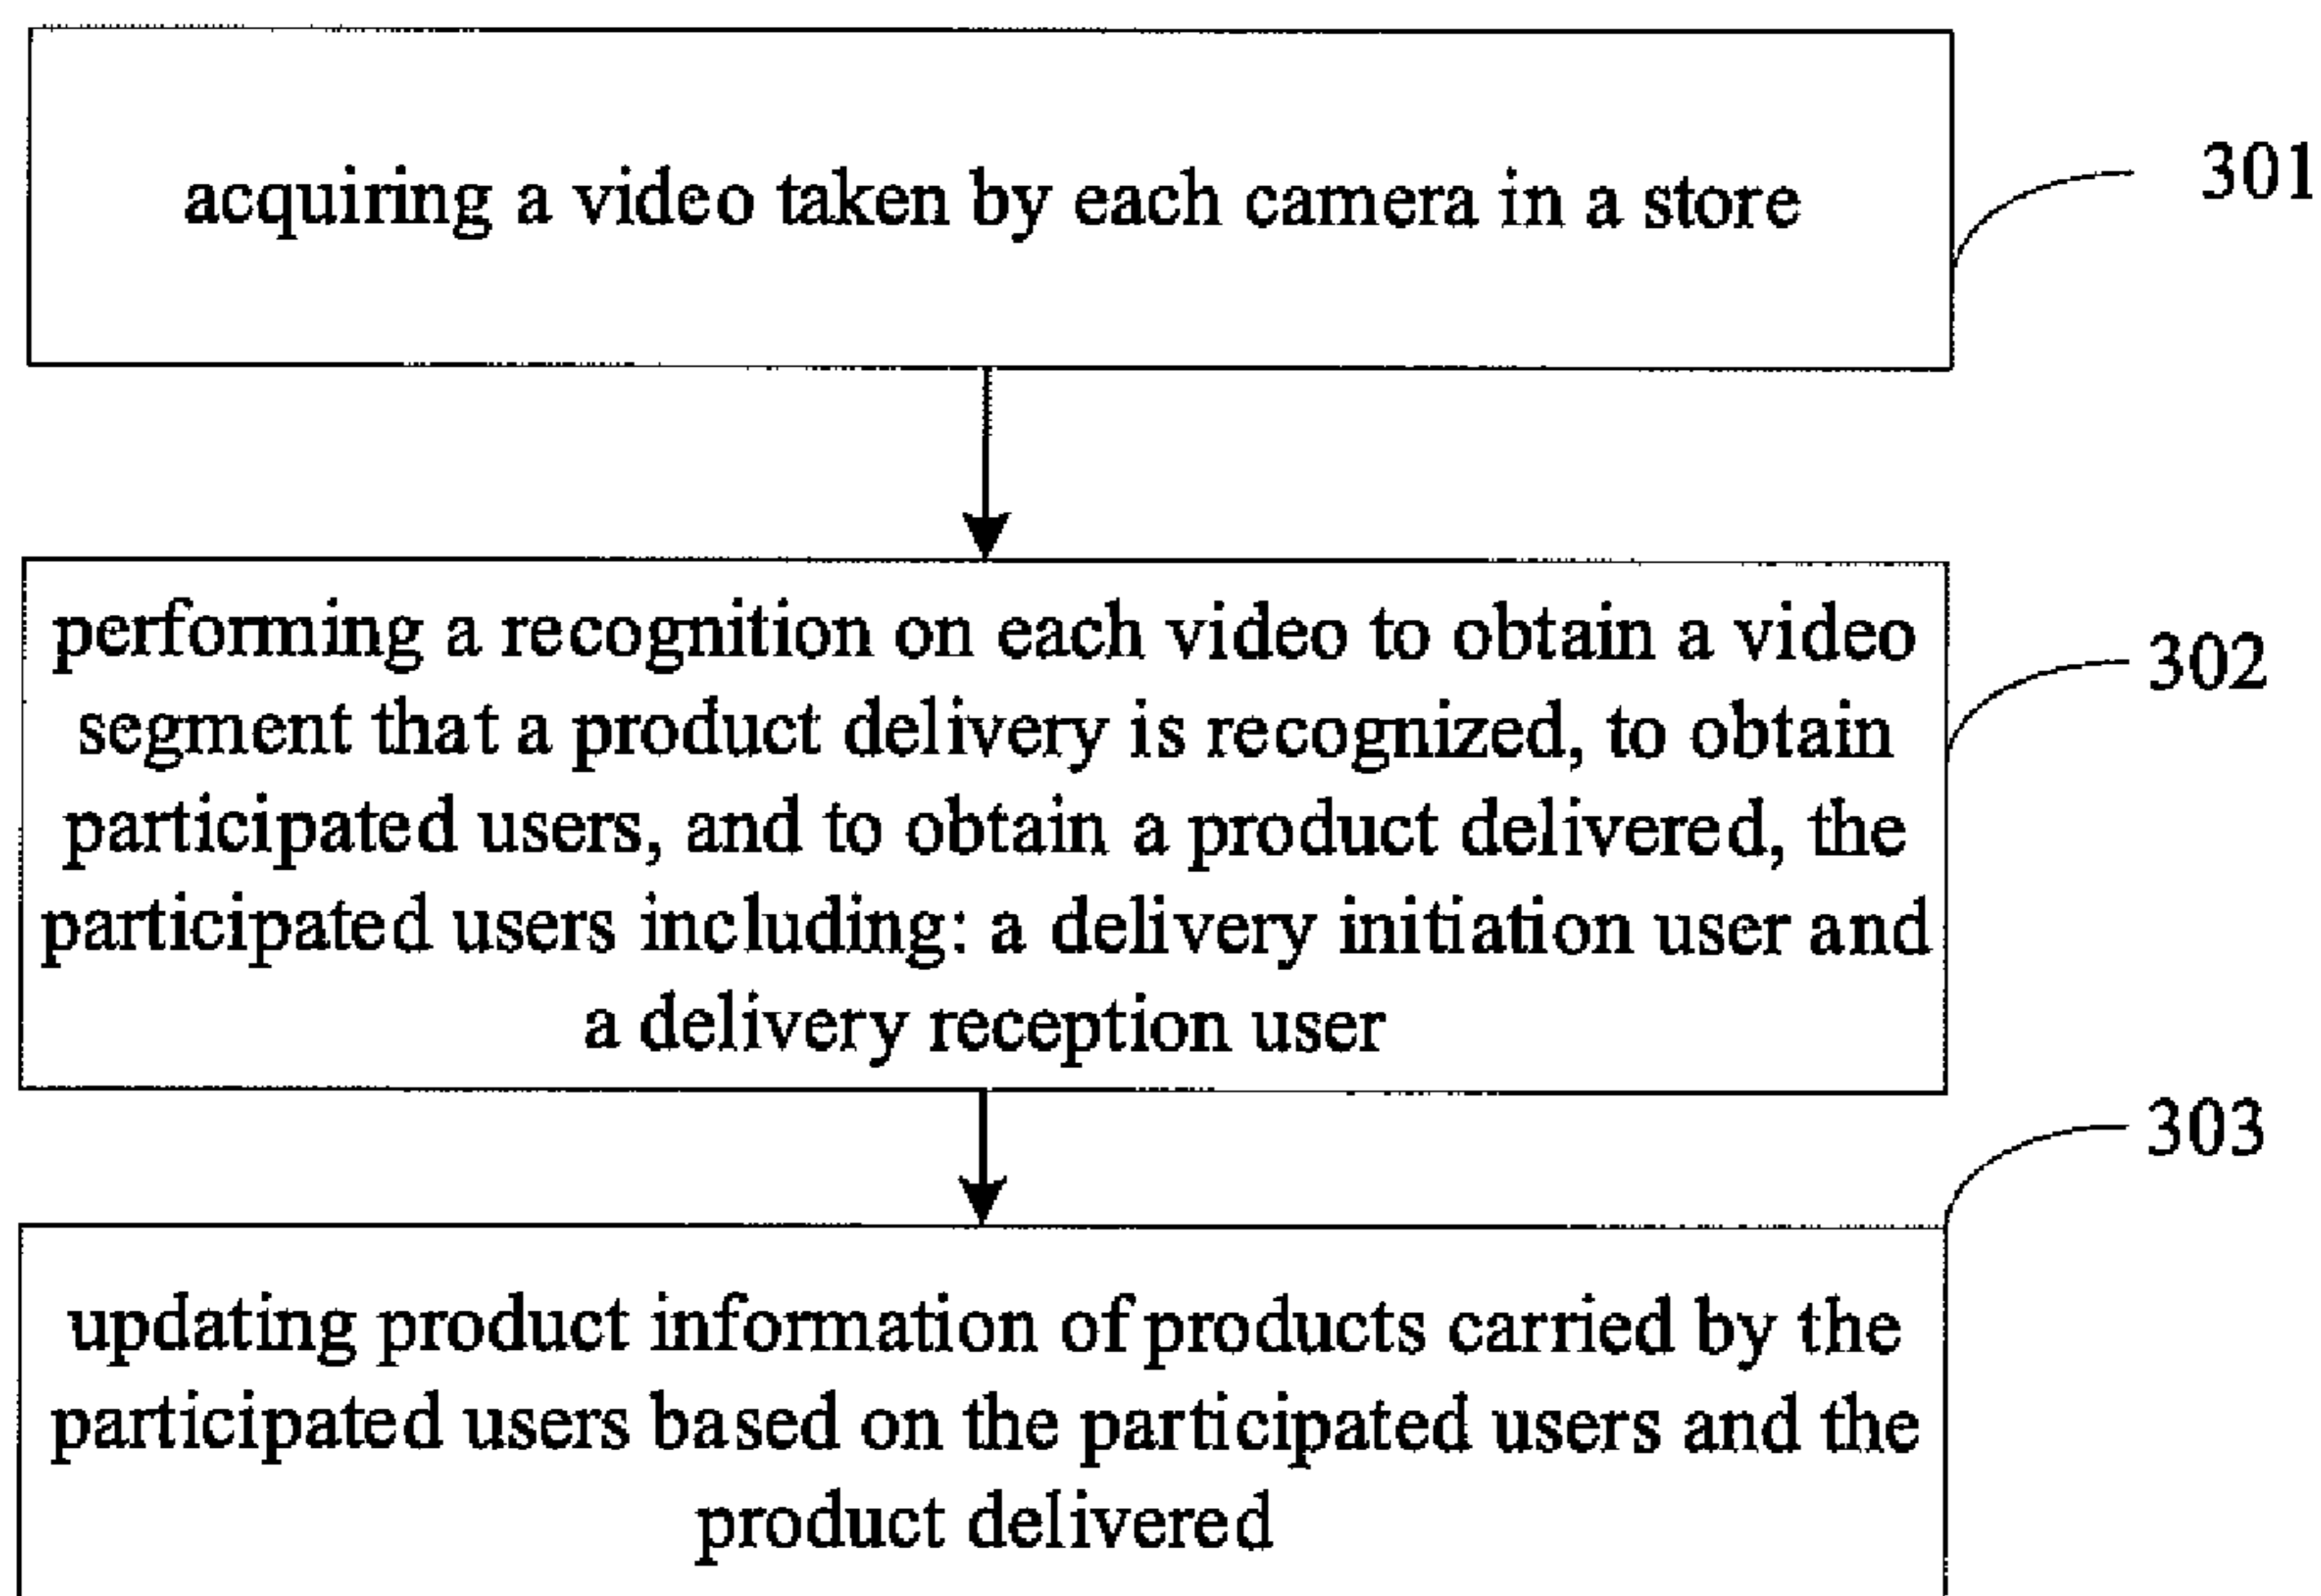 acquiring a video taken by each camera in a store
301
performing a recognition on each video to obtain a video
segment that a product delivery is recognized, to obtain
participated users, and to obtain a product delivered, the
participated users including: a delivery initiation user and
a delivery reception user
302
303
updating product information of products carried by the
participated users based on the participated users and the
product delivered